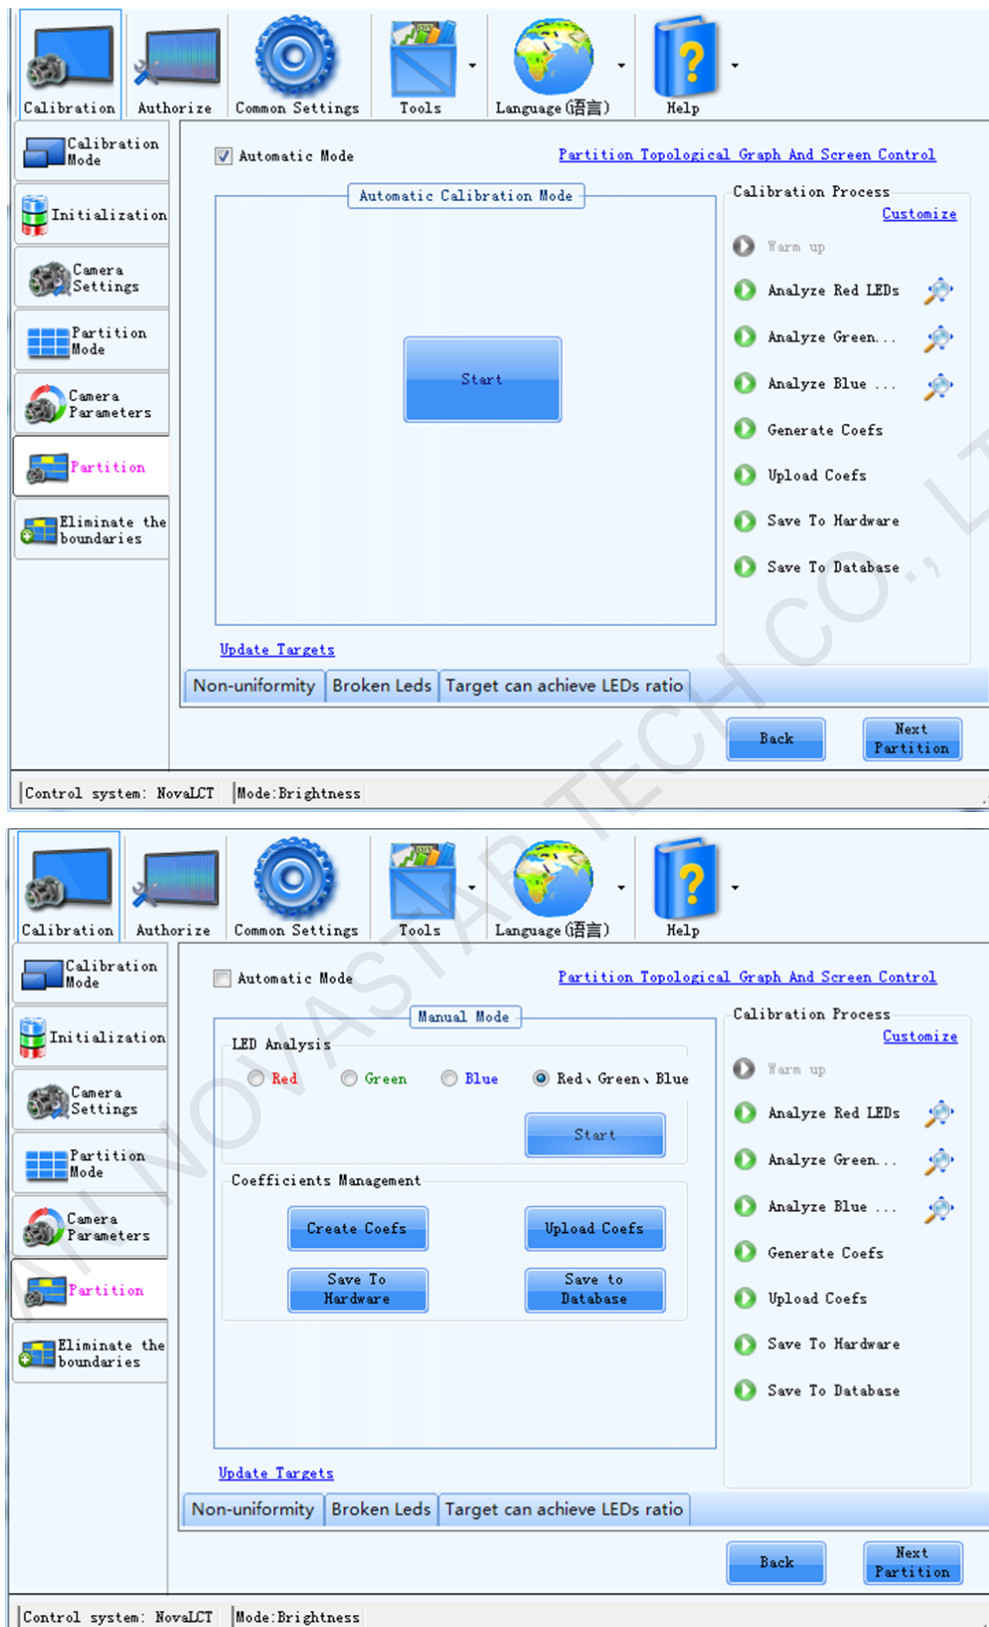 Calibration
Authorize
Common Settings
Tools
Language(语言)
Help
Calibration
Mode
Initialization
Camera
Settings
Partition
Mode
Camera
Parameters
Partition
Eliminate the
boundaries
Automatic Mode
Partition Topological Graph And Screen Control
Automatic Calibration Mode
Start
Calibration Process
Customize
Warm up
Analyze Red LEDs
Analyze Green...
Analyze Blue ...
Generate Coefs
Upload Coefs
Save To Hardware
Save To Database
Update Targets
Non-uniformity
Broken Leds
Target can achieve LEDs ratio
Back
Next
Partition
Control system: NovaLCT
Mode:Brightness
Calibration
Authorize
Common Settings
Tools
Language(语言)
Help
Calibration
Mode
Initialization
Camera
Settings
Partition
Mode
Camera
Parameters
Partition
Eliminate the
boundaries
Automatic Mode
Partition Topological Graph And Screen Control
Manual Mode
LED Analysis
Red
Green
Blue
Red、Green、Blue
Start
Coefficients Management
Create Coefs
Upload Coefs
Save To
Hardware
Save to
Database
Calibration Process
Customize
Warm up
Analyze Red LEDs
Analyze Green...
Analyze Blue ...
Generate Coefs
Upload Coefs
Save To Hardware
Save To Database
Update Targets
Non-uniformity
Broken Leds
Target can achieve LEDs ratio
Back
Next
Partition
Control system: NovaLCT
Mode:Brightness
AN NOVASTAR TECH CO., LT